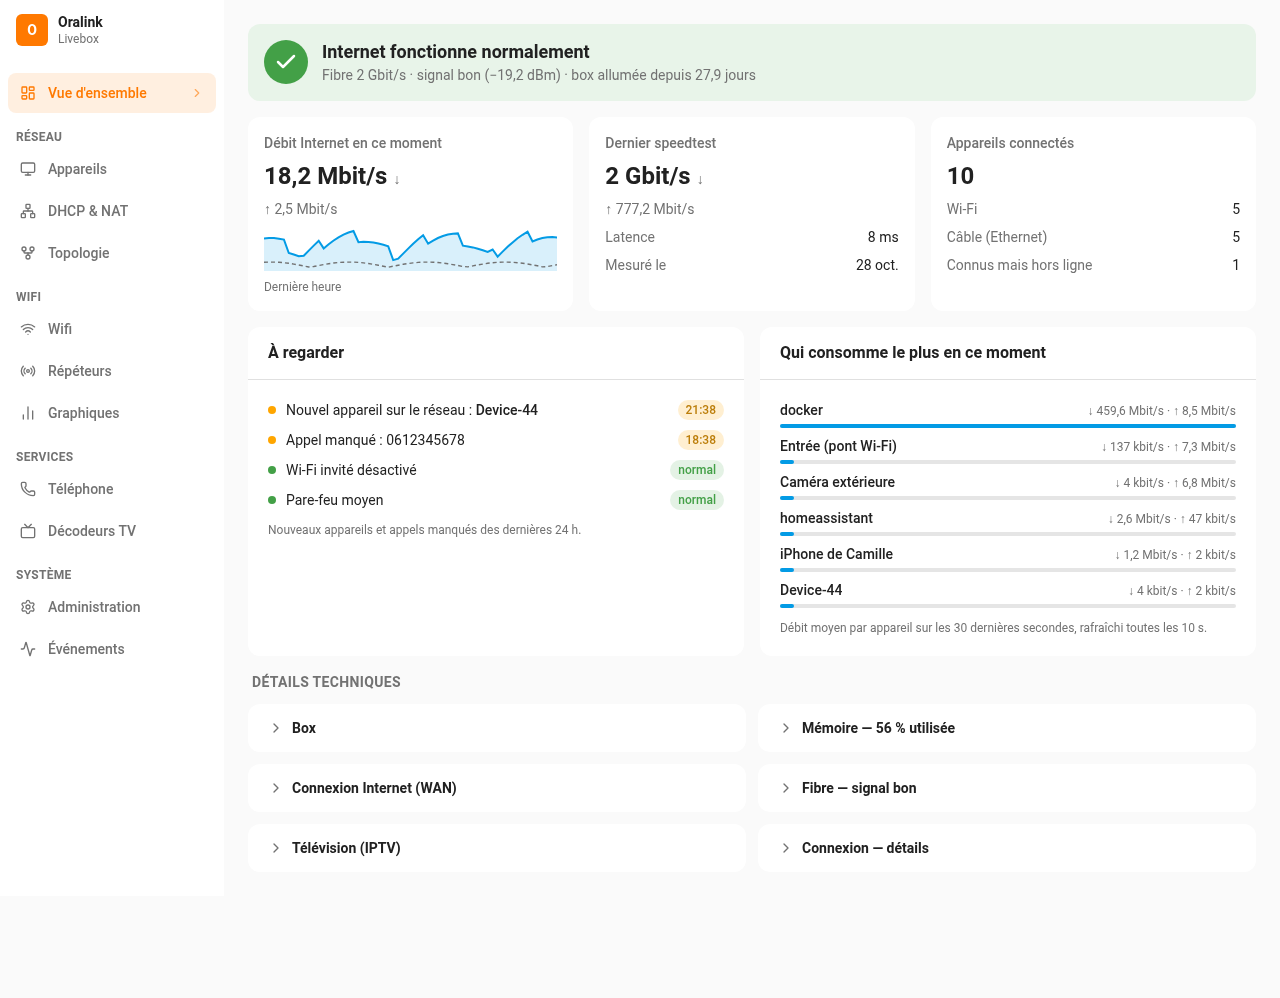 O
Oralink
Livebox
Vue d'ensemble
RÉSEAU
Appareils
DHCP & NAT
Topologie
WIFI
Wifi
Répéteurs
Graphiques
SERVICES
Téléphone
Décodeurs TV
SYSTÈME
Administration
Événements
Internet fonctionne normalement
Fibre 2 Gbit/s · signal bon (−19,2 dBm) · box allumée depuis 27,9 jours
Débit Internet en ce moment
18,2 Mbit/s ↓
↑ 2,5 Mbit/s
Dernière heure
Dernier speedtest
2 Gbit/s ↓
↑ 777,2 Mbit/s
Latence 8 ms
Mesuré le 28 oct.
Appareils connectés
10
Wi-Fi 5
Câble (Ethernet) 5
Connus mais hors ligne 1
À regarder
Nouvel appareil sur le réseau : Device-44 21:38
Appel manqué : 0612345678 18:38
Wi-Fi invité désactivé normal
Pare-feu moyen normal
Nouveaux appareils et appels manqués des dernières 24 h.
Qui consomme le plus en ce moment
docker ↓ 459,6 Mbit/s · ↑ 8,5 Mbit/s
Entrée (pont Wi-Fi) ↓ 137 kbit/s · ↑ 7,3 Mbit/s
Caméra extérieure ↓ 4 kbit/s · ↑ 6,8 Mbit/s
homeassistant ↓ 2,6 Mbit/s · ↑ 47 kbit/s
iPhone de Camille ↓ 1,2 Mbit/s · ↑ 2 kbit/s
Device-44 ↓ 4 kbit/s · ↑ 2 kbit/s
Débit moyen par appareil sur les 30 dernières secondes, rafraîchi toutes les 10 s.
DÉTAILS TECHNIQUES
Box
Mémoire — 56 % utilisée
Connexion Internet (WAN)
Fibre — signal bon
Télévision (IPTV)
Connexion — détails